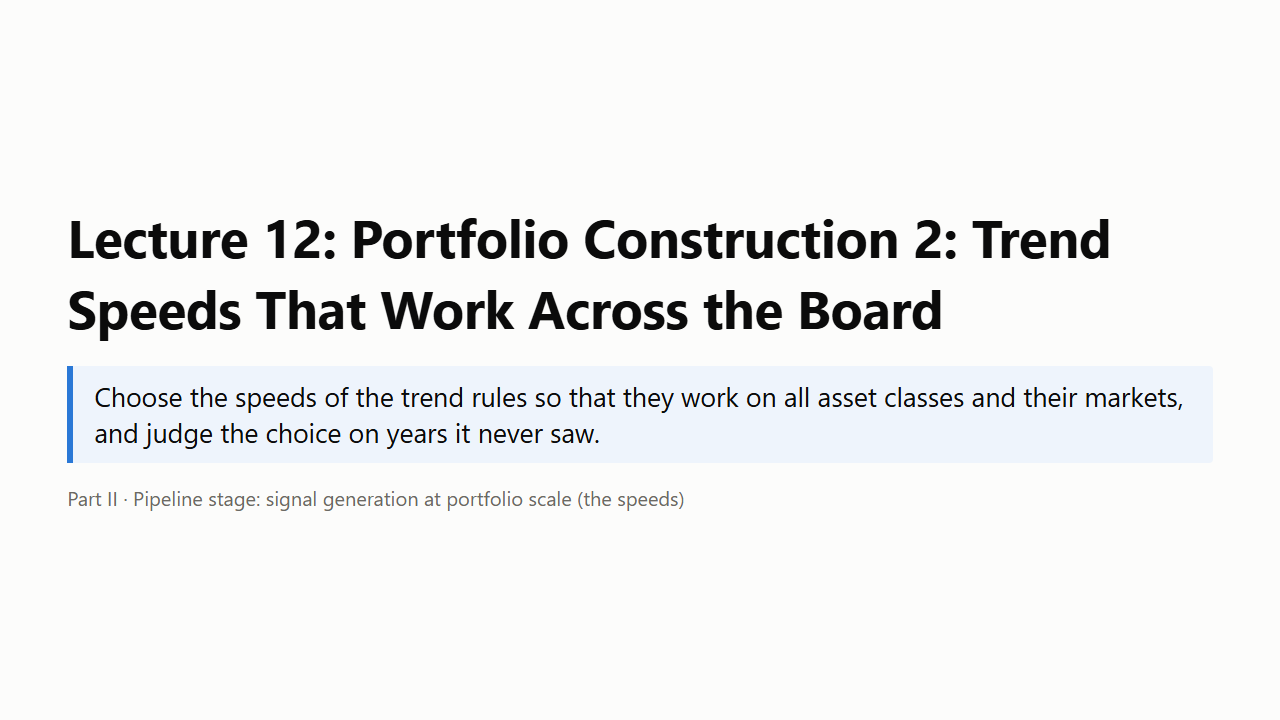 Lecture 12: Portfolio Construction 2: Trend
Speeds That Work Across the Board
Choose the speeds of the trend rules so that they work on all asset classes and their markets,
and judge the choice on years it never saw.
Part II · Pipeline stage: signal generation at portfolio scale (the speeds)